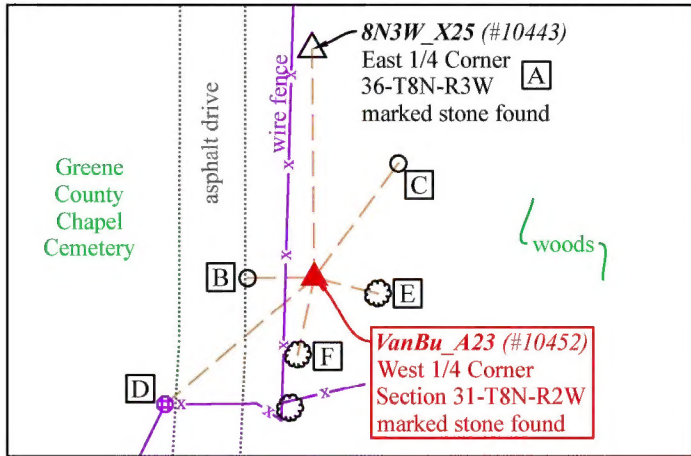 8N3W_X25 (#10443)
East 1/4 Corner
36-T8N-R3W
marked stone found
A
wire fence
asphalt drive
Greene
County
Chapel
Cemetery
C
woods
B
E
F
D
VanBu_A23 (#10452)
West 1/4 Corner
Section 31-T8N-R2W
marked stone found
x
x
x
x
x
x
x
x